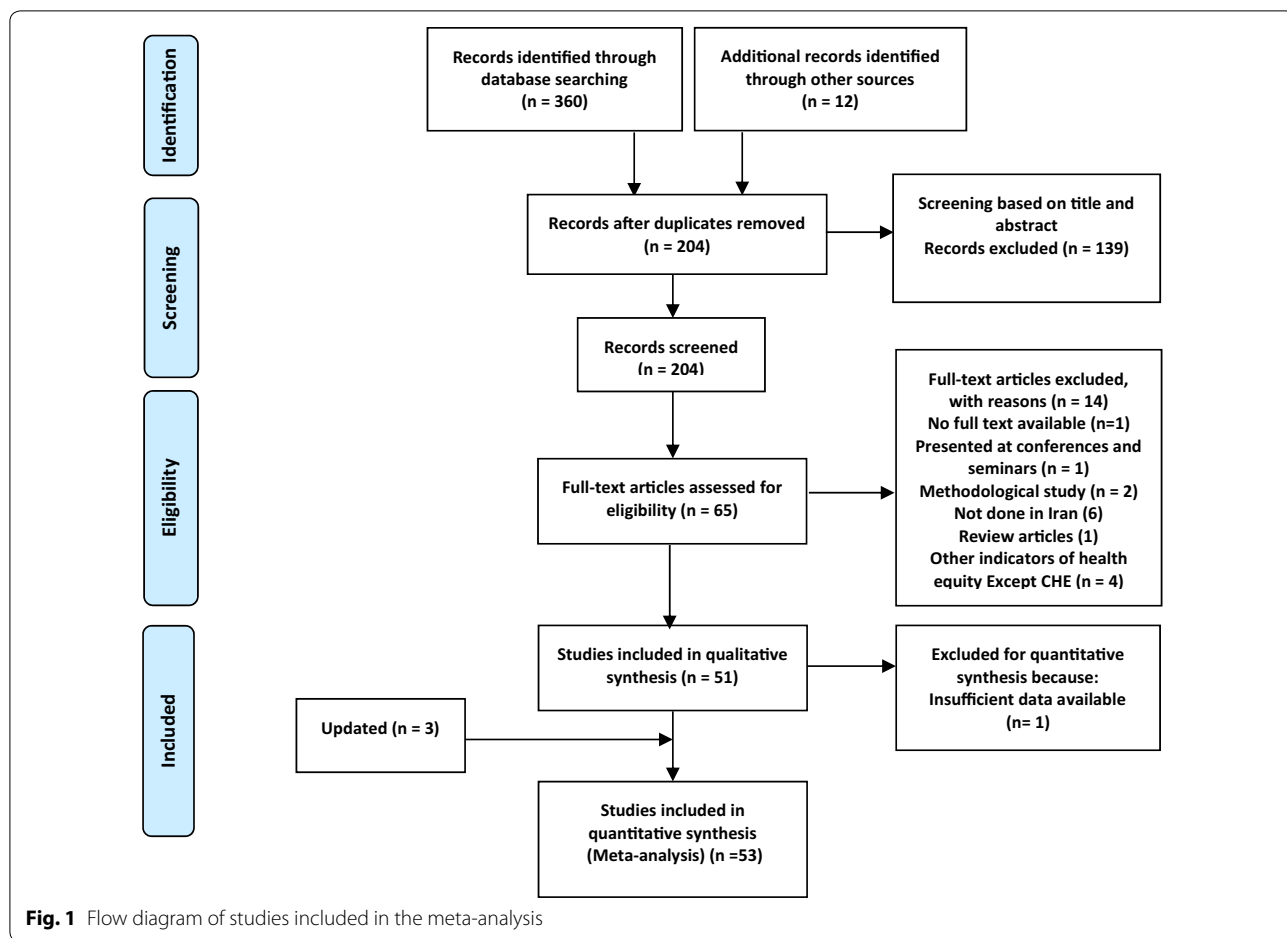 Identification
Records identified through
database searching
(n = 360)
Additional records identified
through other sources
(n = 12)
Screening
Records after duplicates removed
(n = 204)
Screening based on title and
abstract
Records excluded (n = 139)
Records screened
(n = 204)
Eligibility
Full-text articles assessed for
eligibility (n = 65)
Full-text articles excluded,
with reasons (n = 14)
No full text available (n=1)
Presented at conferences and
seminars (n = 1)
Methodological study (n = 2)
Not done in Iran (6)
Review articles (1)
Other indicators of health
equity Except CHE (n = 4)
Included
Studies included in qualitative
synthesis (n = 51)
Excluded for quantitative
synthesis because:
Insufficient data available
(n= 1)
Updated (n = 3)
Studies included in
quantitative synthesis
(Meta-analysis) (n =53)
Fig. 1 Flow diagram of studies included in the meta-analysis